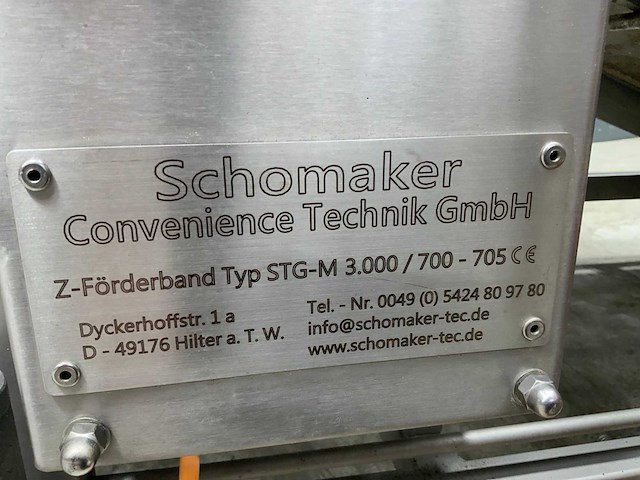 Schomaker
Convenience Technik GmbH
Z-Förderband Typ STG-M 3.000 / 700 - 705 CE
Dyckerhoffstr. 1 a
D - 49176 Hilter a. T. W.
Tel. - Nr. 0049 (0) 5424 80 97 80
info@schomaker-tec.de
www.schomaker-tec.de